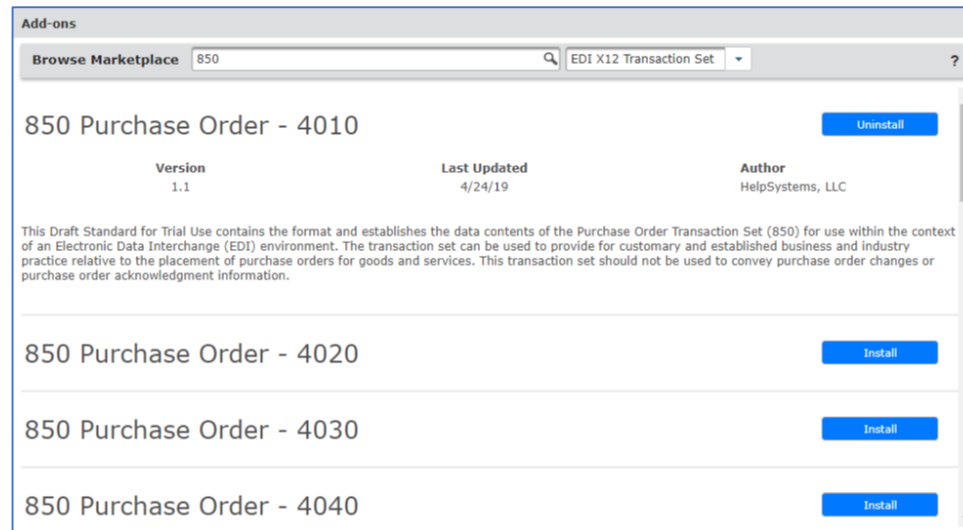 Add-ons
Browse Marketplace 850 EDI X12 Transaction Set ?
850 Purchase Order - 4010 Uninstall
Version Last Updated Author
1.1 4/24/19 HelpSystems, LLC
This Draft Standard for Trial Use contains the format and establishes the data contents of the Purchase Order Transaction Set (850) for use within the context
of an Electronic Data Interchange (EDI) environment. The transaction set can be used to provide for customary and established business and industry
practice relative to the placement of purchase orders for goods and services. This transaction set should not be used to convey purchase order changes or
purchase order acknowledgment information.
850 Purchase Order - 4020 Install
850 Purchase Order - 4030 Install
850 Purchase Order - 4040 Install